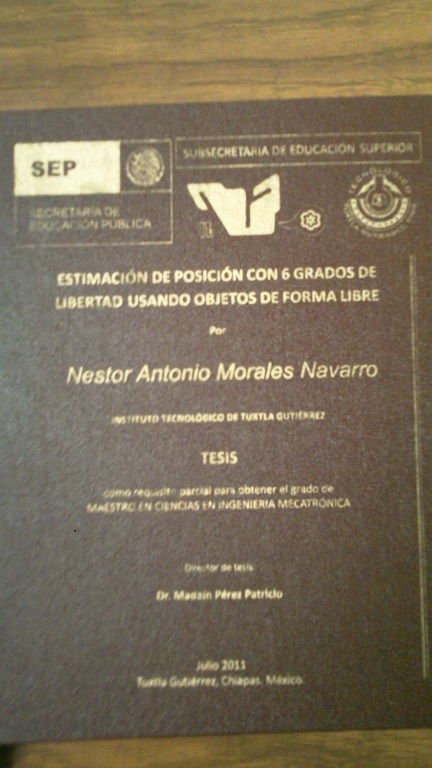 SEP
SECRETARÍA DE
EDUCACIÓN PÚBLICA
SUBSECRETARÍA DE EDUCACIÓN SUPERIOR
TECNOLÓGICO
ESTIMACIÓN DE POSICIÓN CON 6 GRADOS DE
LIBERTAD USANDO OBJETOS DE FORMA LIBRE
Por
Nestor Antonio Morales Navarro
INSTITUTO TECNOLÓGICO DE TUXTLA GUTIÉRREZ
TESIS
como requisito parcial para obtener el grado de
MAESTRO EN CIENCIAS EN INGENIERÍA MECATRÓNICA
Director de tesis:
Dr. Madaín Pérez Patricio
Julio 2011
Tuxtla Gutiérrez, Chiapas. México.